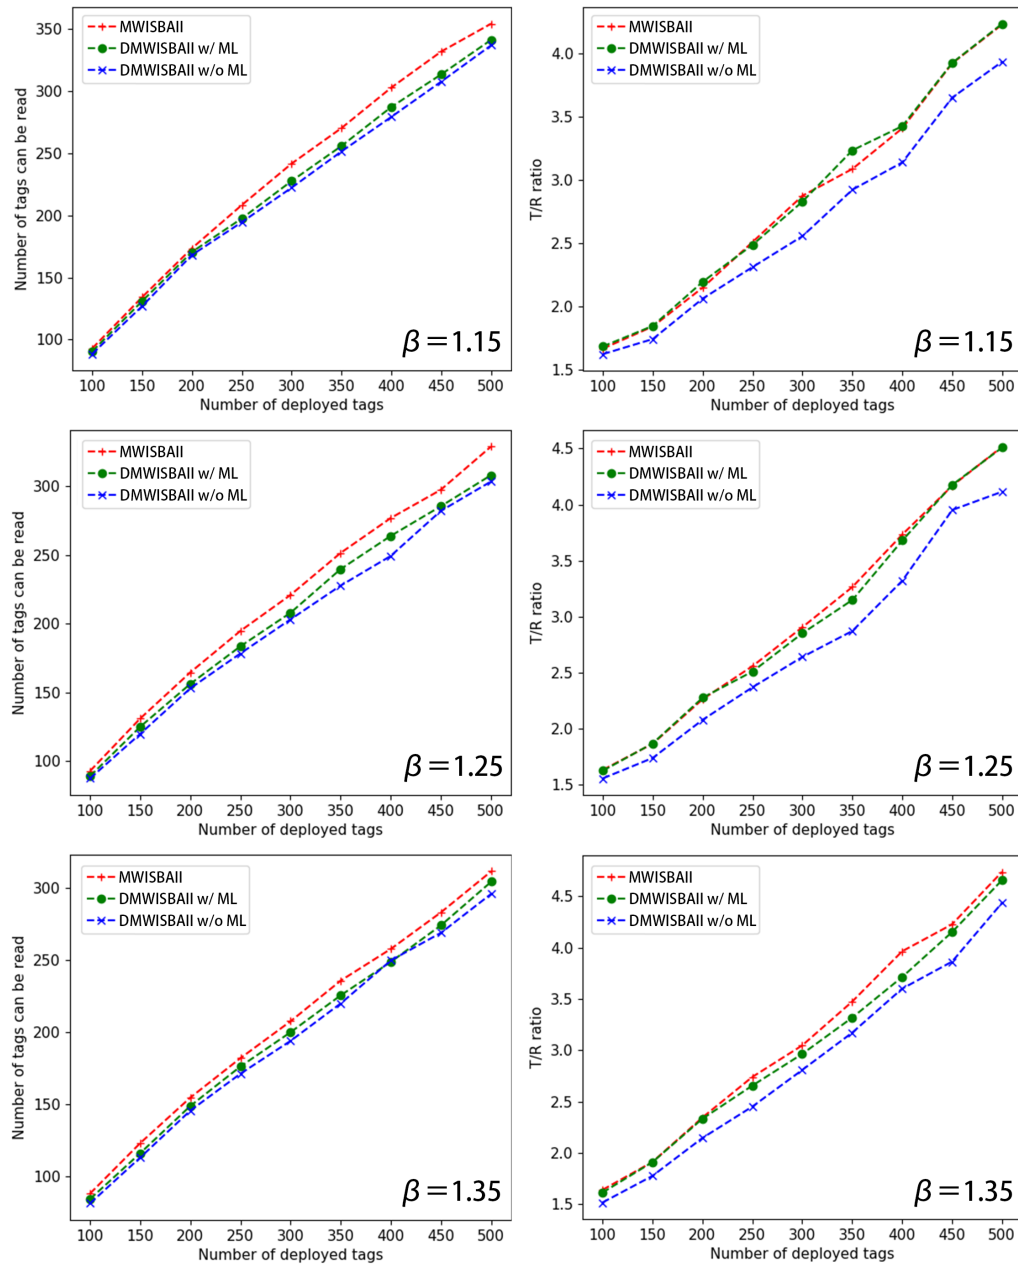 MWISBAII
DMWISBAII w/ ML
DMWISBAII w/o ML
350
300
250
200
150
100
Number of tags can be read
β=1.15
100 150 200 250 300 350 400 450 500
Number of deployed tags
MWISBAII
DMWISBAII w/ ML
DMWISBAII w/o ML
4.0
3.5
3.0
2.5
2.0
1.5
T/R ratio
β=1.15
100 150 200 250 300 350 400 450 500
Number of deployed tags
MWISBAII
DMWISBAII w/ ML
DMWISBAII w/o ML
300
250
200
150
100
Number of tags can be read
β=1.25
100 150 200 250 300 350 400 450 500
Number of deployed tags
MWISBAII
DMWISBAII w/ ML
DMWISBAII w/o ML
4.5
4.0
3.5
3.0
2.5
2.0
1.5
T/R ratio
β=1.25
100 150 200 250 300 350 400 450 500
Number of deployed tags
MWISBAII
DMWISBAII w/ ML
DMWISBAII w/o ML
300
250
200
150
100
Number of tags can be read
β=1.35
100 150 200 250 300 350 400 450 500
Number of deployed tags
MWISBAII
DMWISBAII w/ ML
DMWISBAII w/o ML
4.5
4.0
3.5
3.0
2.5
2.0
1.5
T/R ratio
β=1.35
100 150 200 250 300 350 400 450 500
Number of deployed tags